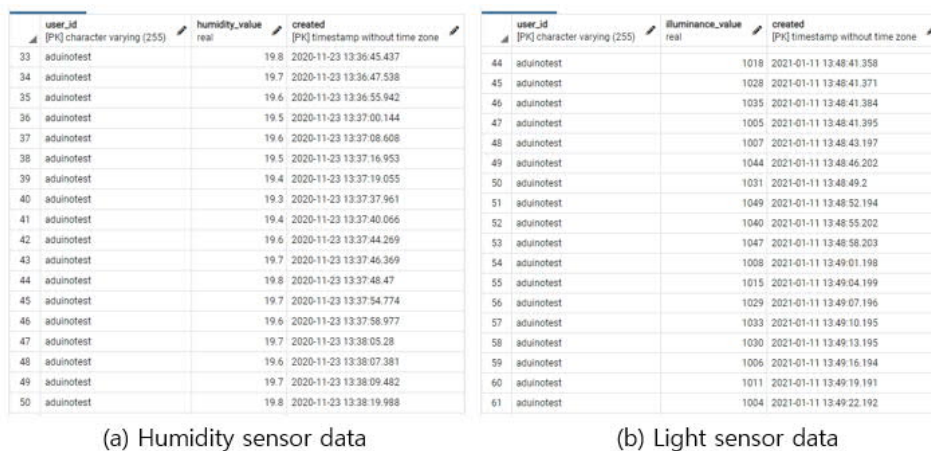 user_id humidity_value created
[PK] character varying (255) real [PK] timestamp without time zone
33 aduinotest 19.8 2020-11-23 13:36:45.437
34 aduinotest 19.7 2020-11-23 13:36:47.538
35 aduinotest 19.6 2020-11-23 13:36:55.942
36 aduinotest 19.5 2020-11-23 13:37:00.144
37 aduinotest 19.6 2020-11-23 13:37:08.608
38 aduinotest 19.5 2020-11-23 13:37:16.953
39 aduinotest 19.4 2020-11-23 13:37:19.055
40 aduinotest 19.3 2020-11-23 13:37:37.961
41 aduinotest 19.4 2020-11-23 13:37:40.066
42 aduinotest 19.6 2020-11-23 13:37:44.269
43 aduinotest 19.7 2020-11-23 13:37:46.369
44 aduinotest 19.8 2020-11-23 13:37:48.47
45 aduinotest 19.7 2020-11-23 13:37:54.774
46 aduinotest 19.6 2020-11-23 13:37:58.977
47 aduinotest 19.7 2020-11-23 13:38:05.28
48 aduinotest 19.6 2020-11-23 13:38:07.381
49 aduinotest 19.7 2020-11-23 13:38:09.482
50 aduinotest 19.8 2020-11-23 13:38:19.988
(a) Humidity sensor data
user_id illuminance_value created
[PK] character varying (255) real [PK] timestamp without time zone
44 aduinotest 1018 2021-01-11 13:48:41.358
45 aduinotest 1028 2021-01-11 13:48:41.371
46 aduinotest 1035 2021-01-11 13:48:41.384
47 aduinotest 1005 2021-01-11 13:48:41.395
48 aduinotest 1007 2021-01-11 13:48:43.197
49 aduinotest 1044 2021-01-11 13:48:46.202
50 aduinotest 1031 2021-01-11 13:48:49.2
51 aduinotest 1049 2021-01-11 13:48:52.194
52 aduinotest 1040 2021-01-11 13:48:55.202
53 aduinotest 1047 2021-01-11 13:48:58.203
54 aduinotest 1008 2021-01-11 13:49:01.198
55 aduinotest 1015 2021-01-11 13:49:04.199
56 aduinotest 1029 2021-01-11 13:49:07.196
57 aduinotest 1033 2021-01-11 13:49:10.195
58 aduinotest 1030 2021-01-11 13:49:13.195
59 aduinotest 1006 2021-01-11 13:49:16.194
60 aduinotest 1011 2021-01-11 13:49:19.191
61 aduinotest 1004 2021-01-11 13:49:22.192
(b) Light sensor data